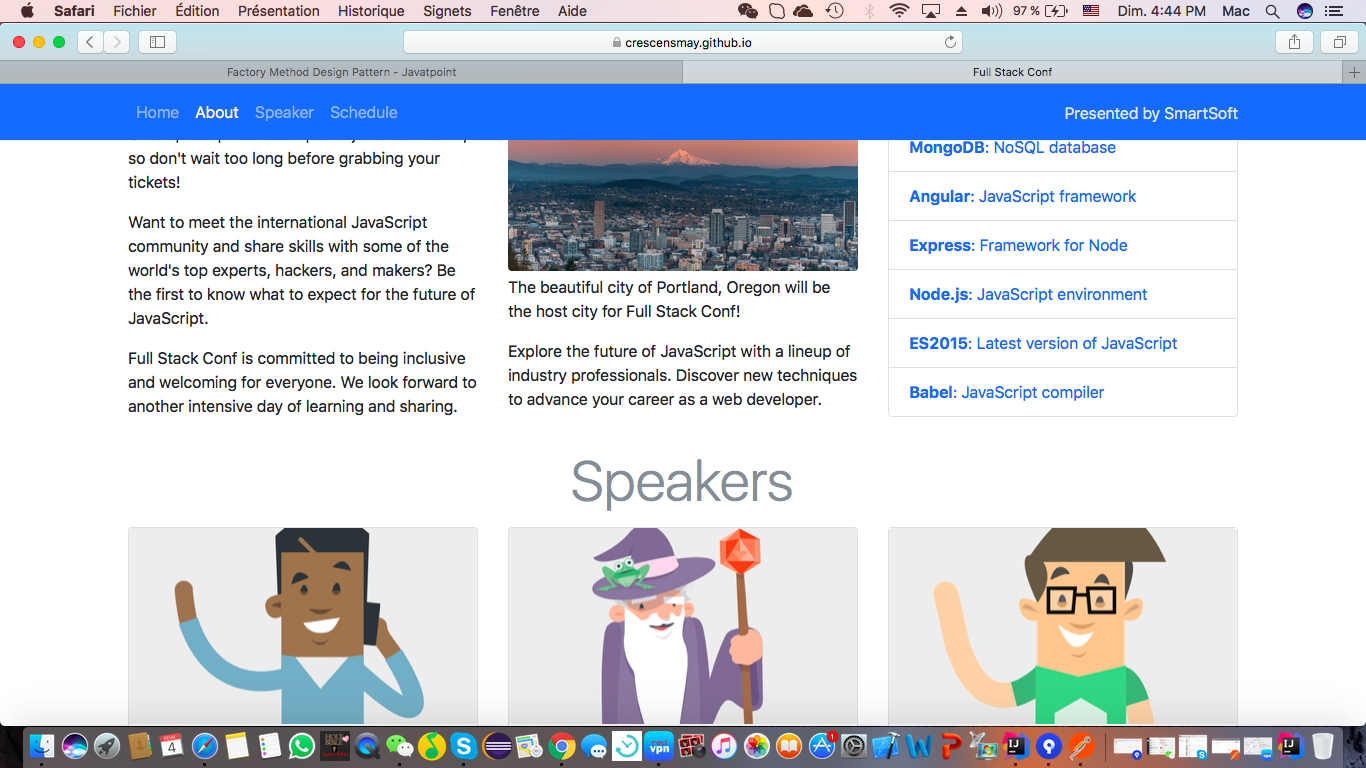 Safari Fichier Édition Présentation Historique Signets Fenêtre Aide 97 % Dim. 4:44 PM Mac
crescensmay.github.io
Factory Method Design Pattern - Javatpoint
Full Stack Conf
Home About Speaker Schedule Presented by SmartSoft
so don't wait too long before grabbing your
tickets!
Want to meet the international JavaScript
community and share skills with some of the
world's top experts, hackers, and makers? Be
the first to know what to expect for the future of
JavaScript.
Full Stack Conf is committed to being inclusive
and welcoming for everyone. We look forward to
another intensive day of learning and sharing.
The beautiful city of Portland, Oregon will be
the host city for Full Stack Conf!
Explore the future of JavaScript with a lineup of
industry professionals. Discover new techniques
to advance your career as a web developer.
MongoDB: NoSQL database
Angular: JavaScript framework
Express: Framework for Node
Node.js: JavaScript environment
ES2015: Latest version of JavaScript
Babel: JavaScript compiler
Speakers
4
HOLY
BIBLE
vpn
1
IJ
IJ